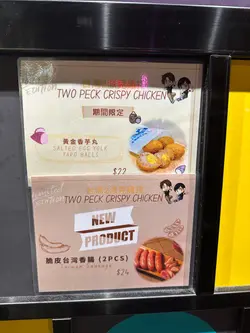 TWO PECK CRISPY CHICKEN
期間限定
黃金香芋丸
SALTED EGG YOLK
TARO BALLS
$22
TWO PECK CRISPY CHICKEN
NEW
PRODUCT
脆皮台灣香腸 (2PCS)
Taiwan Sausage
$24